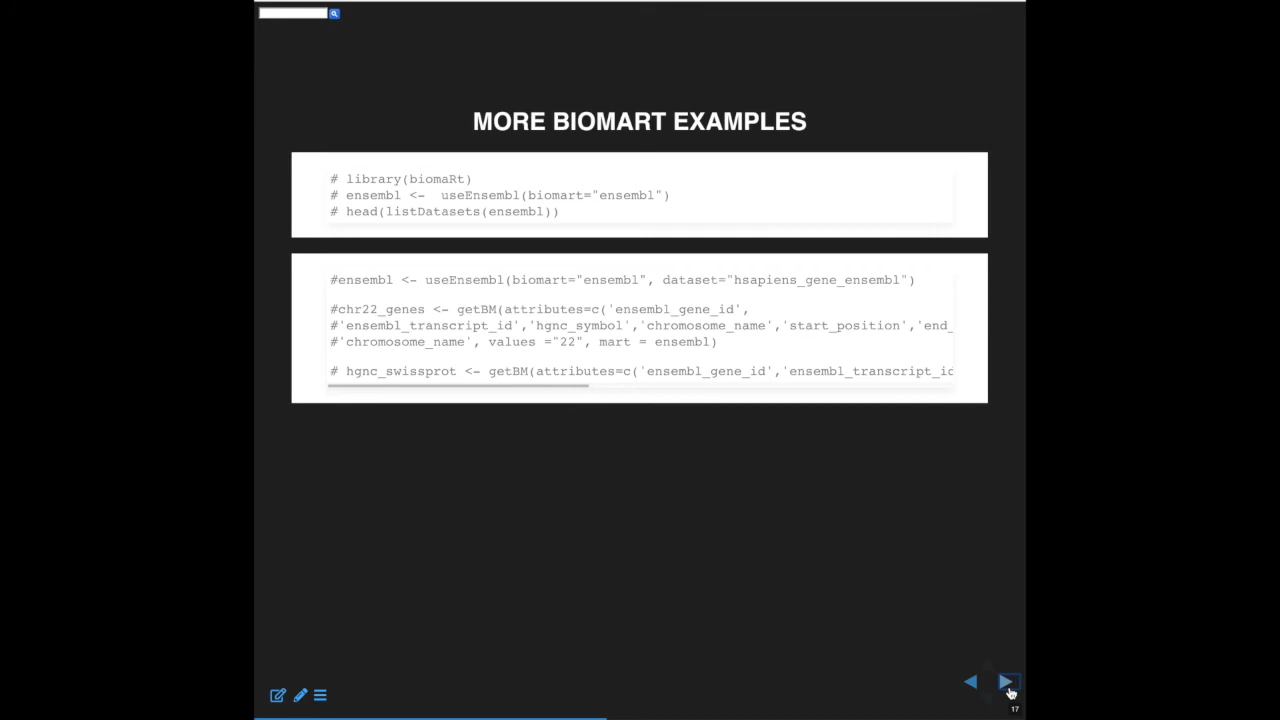 MORE BIOMART EXAMPLES
# library(biomaRt)
# ensembl <-  useEnsembl(biomart="ensembl")
# head(listDatasets(ensembl))
#ensembl <- useEnsembl(biomart="ensembl", dataset="hsapiens_gene_ensembl")
#chr22_genes <- getBM(attributes=c('ensembl_gene_id',
#'ensembl_transcript_id','hgnc_symbol','chromosome_name','start_position','end_
#'chromosome_name', values ="22", mart = ensembl)
# hgnc_swissprot <- getBM(attributes=c('ensembl_gene_id','ensembl_transcript_id
17